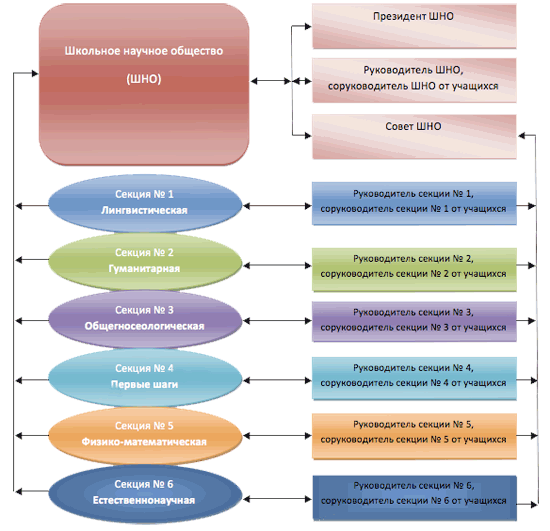 Школьное научное общество
(ШНО)
Президент ШНО
Руководитель ШНО,
соруководитель ШНО от учащихся
Совет ШНО
Секция № 1
Лингвистическая
Руководитель секции № 1,
соруководитель секции № 1 от учащихся
Секция № 2
Гуманитарная
Руководитель секции № 2,
соруководитель секции № 2 от учащихся
Секция № 3
Общегносеологическая
Руководитель секции № 3,
соруководитель секции № 3 от учащихся
Секция № 4
Первые шаги
Руководитель секции № 4,
соруководитель секции № 4 от учащихся
Секция № 5
Физико-математическая
Руководитель секции № 5,
соруководитель секции № 5 от учащихся
Секция № 6
Естественнонаучная
Руководитель секции № 6,
соруководитель секции № 6 от учащихся